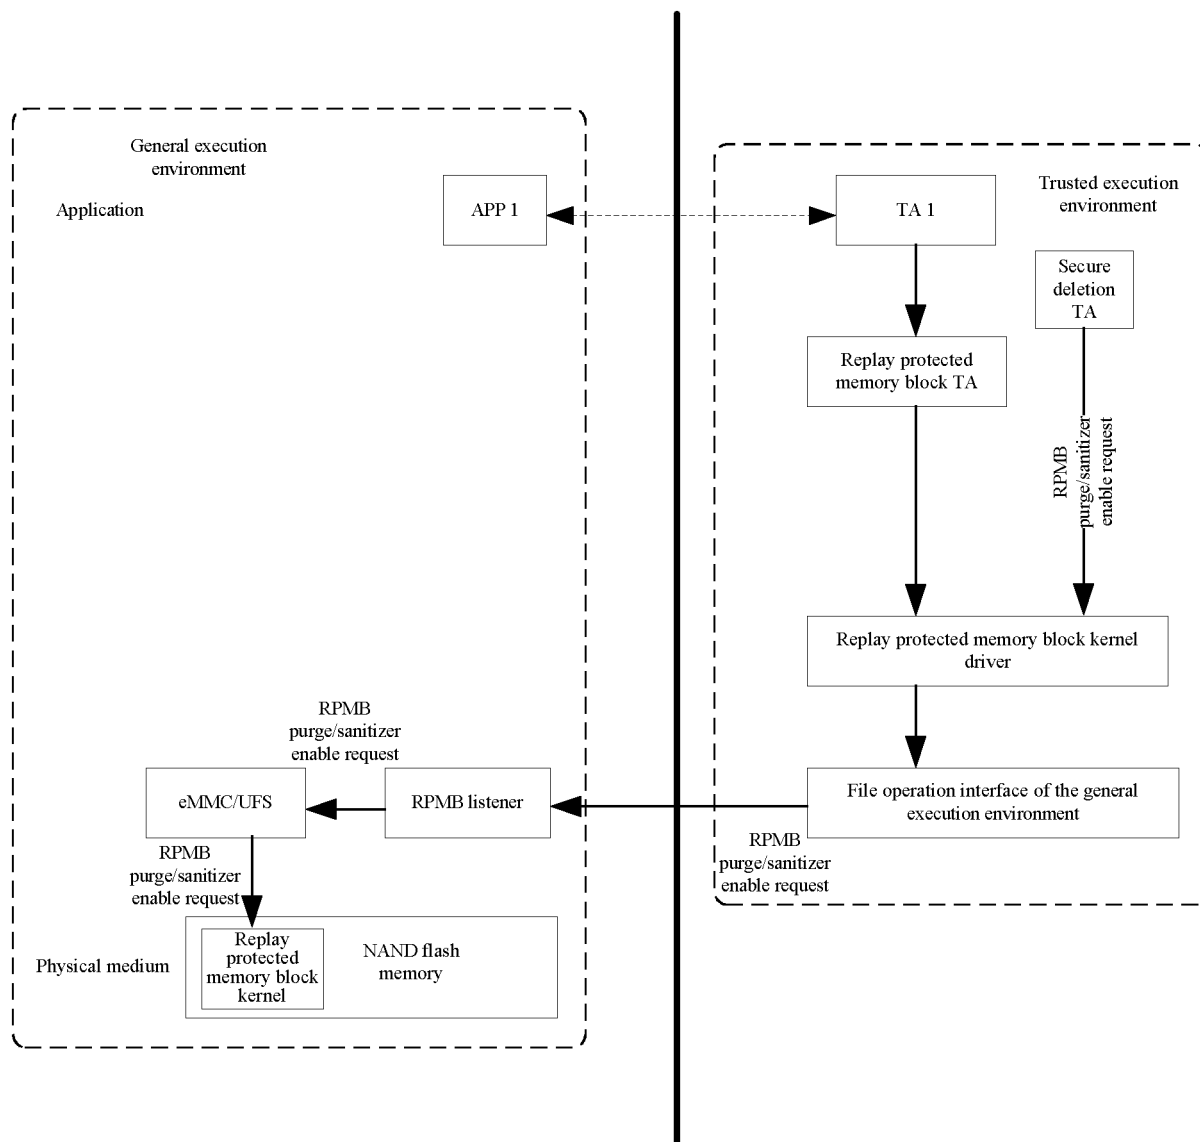 General execution
environment
Application
APP 1
TA 1
Trusted execution
environment
Secure
deletion
TA
Replay protected
memory block TA
RPMB
purge/sanitizer
enable request
Replay protected memory block kernel
driver
RPMB
purge/sanitizer
enable request
eMMC/UFS
RPMB listener
File operation interface of the general
execution environment
RPMB
purge/sanitizer
enable request
RPMB
purge/sanitizer
enable request
Physical medium
Replay
protected
memory block
kernel
NAND flash
memory